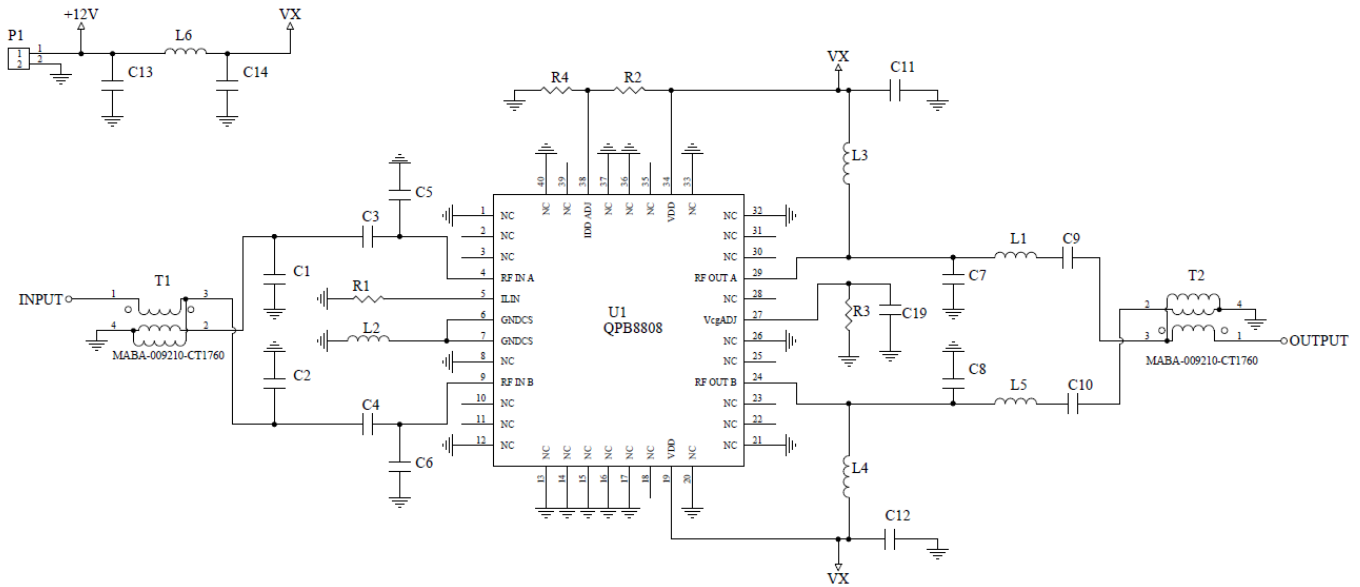 +12V
VX
P1
L6
1
2
1
2
C13
C14
VX
C11
R4
R2
L3
40
39
38
37
36
35
34
33
NC
NC
IDD ADJ
NC
NC
NC
VDD
NC
C5
C3
C1
T1
INPUT
1
3
4
2
MABA-009210-CT1760
C2
C4
C6
R1
L2
1 NC
2 NC
3 NC
4 RF IN A
5 ILIN
6 GNDCS
7 GNDCS
8 NC
9 RF IN B
10 NC
11 NC
12 NC
U1
QPB8808
NC 32
NC 31
NC 30
RF OUT A 29
NC 28
VcgADJ 27
NC 26
NC 25
RF OUT B 24
NC 23
NC 22
NC 21
NC
NC
NC
NC
NC
NC
VDD
NC
13
14
15
16
17
18
19
20
R3
C19
C7
L1
C9
C8
L5
C10
T2
2
4
3
1
OUTPUT
MABA-009210-CT1760
L4
C12
VX